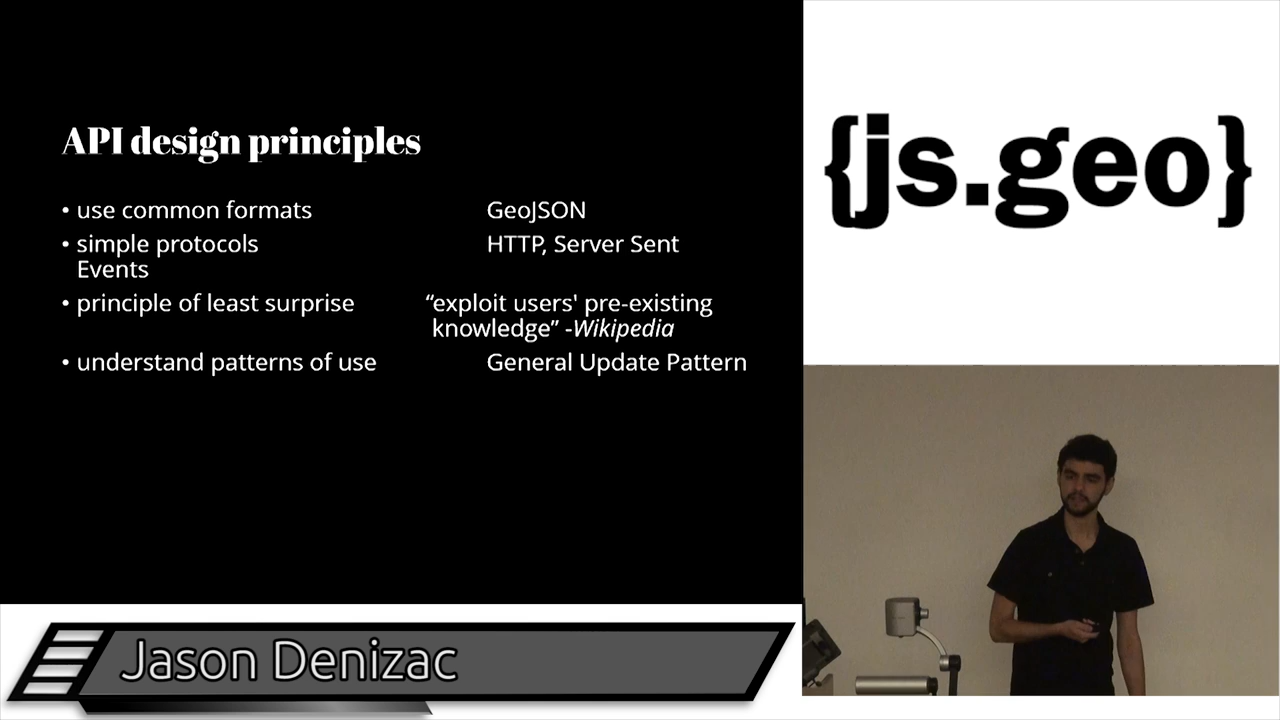 API design principles
• use common formats GeoJSON
• simple protocols HTTP, Server Sent
Events
• principle of least surprise “exploit users' pre-existing
knowledge” -Wikipedia
• understand patterns of use General Update Pattern
{js.geo}
Jason Denizac